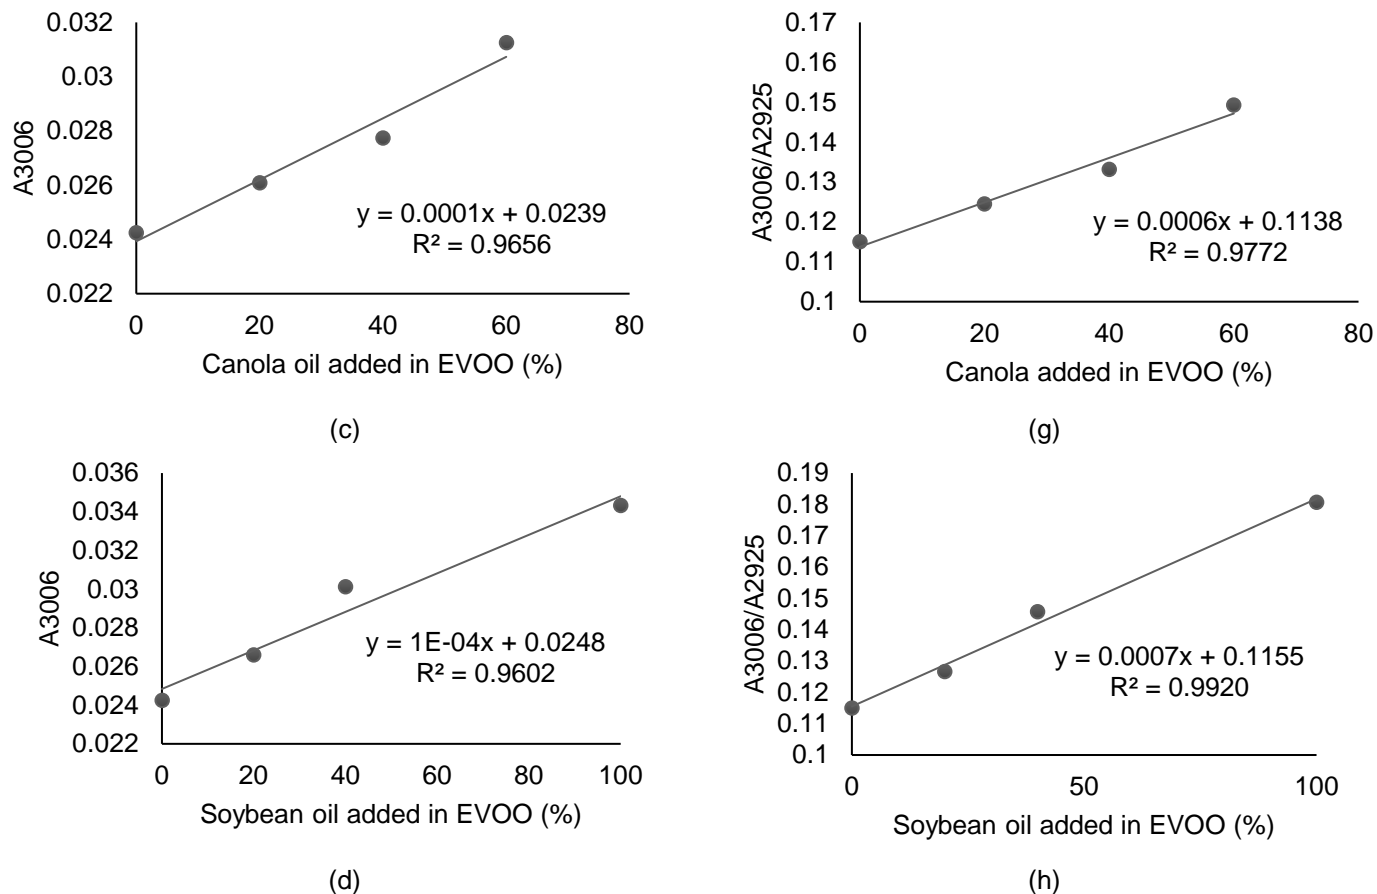 0.032
0.03
0.028
0.026
0.024
0.022
A3006
y = 0.0001x + 0.0239
R² = 0.9656
0 20 40 60 80
Canola oil added in EVOO (%)
(c)
0.17
0.16
0.15
0.14
0.13
0.12
0.11
0.1
A3006/A2925
y = 0.0006x + 0.1138
R² = 0.9772
0 20 40 60 80
Canola added in EVOO (%)
(g)
0.036
0.034
0.032
0.03
0.028
0.026
0.024
0.022
A3006
y = 1E-04x + 0.0248
R² = 0.9602
0 20 40 60 80 100
Soybean oil added in EVOO (%)
(d)
0.19
0.18
0.17
0.16
0.15
0.14
0.13
0.12
0.11
0.1
A3006/A2925
y = 0.0007x + 0.1155
R² = 0.9920
0 50 100
Soybean oil added in EVOO (%)
(h)